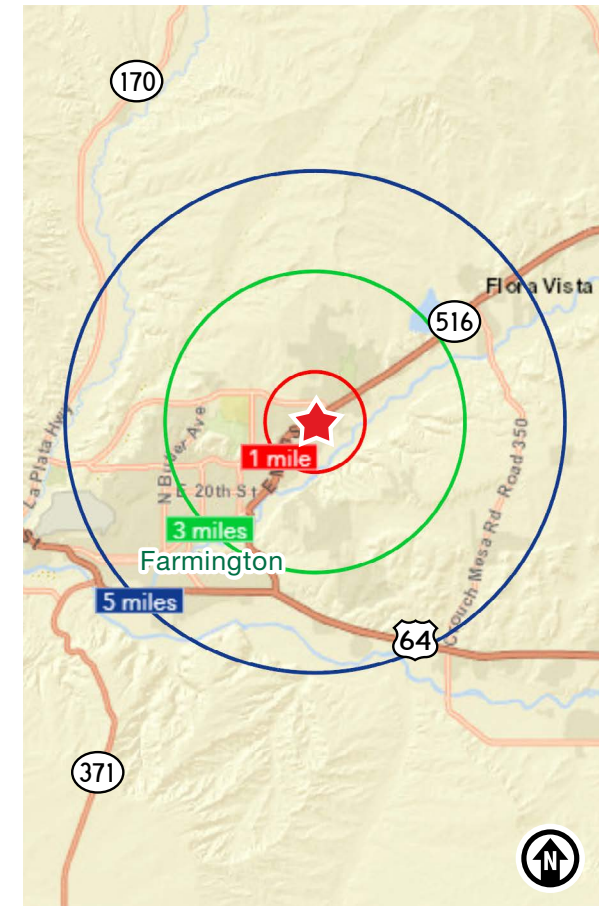 170
Flora Vista
516
La Plata Hwy
N Butler Ave
E Main St
1 mile
E 20th St
Crouch Mesa Rd
Road 350
3 miles
St
Farmington
5 miles
64
371
N